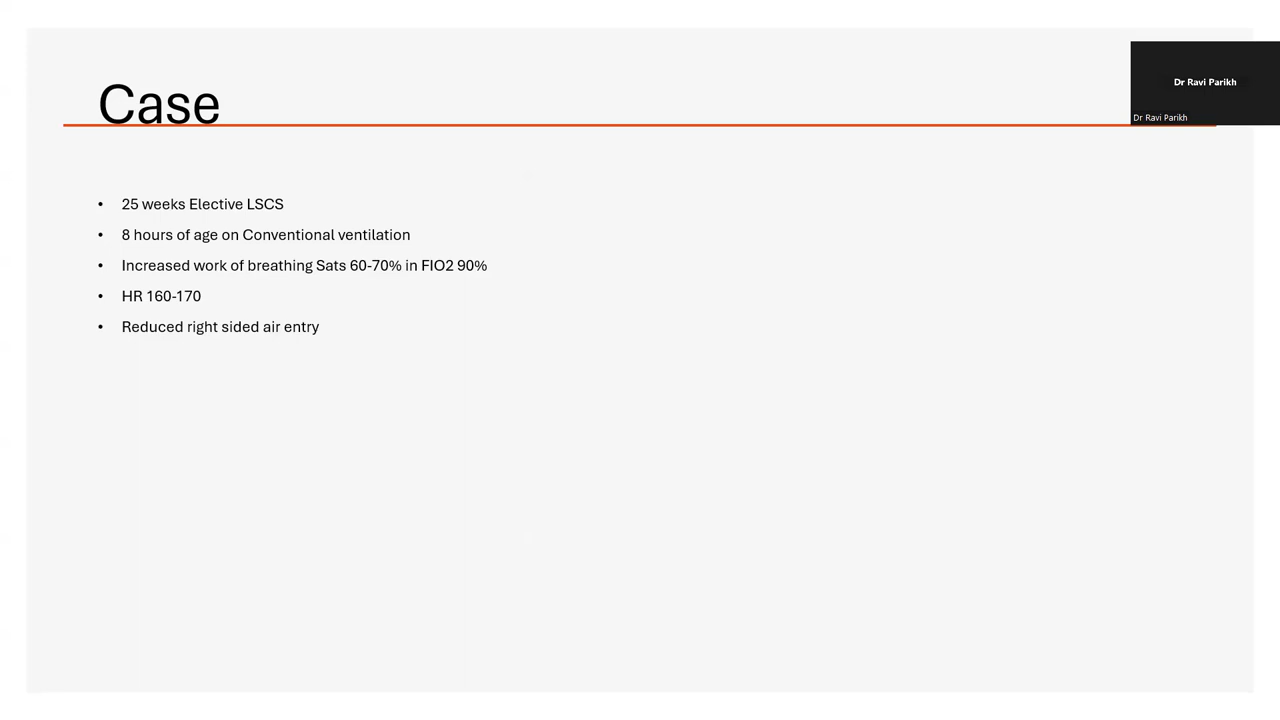 Case
Dr Ravi Parikh
Dr Ravi Parikh
• 25 weeks Elective LSCS
• 8 hours of age on Conventional ventilation
• Increased work of breathing Sats 60-70% in FIO2 90%
• HR 160-170
• Reduced right sided air entry